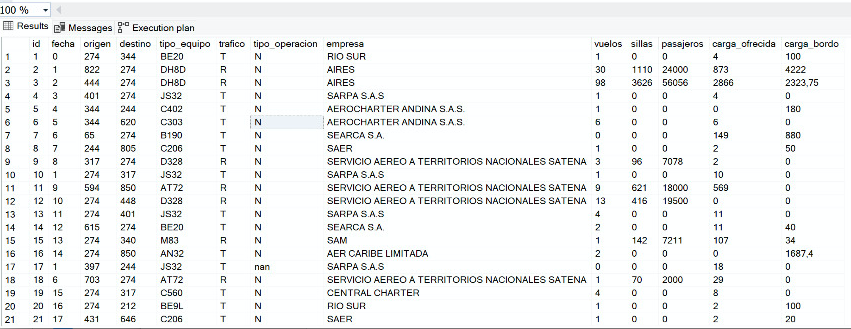 100 %
Results Messages Execution plan
id fecha origen destino tipo_equipo trafico tipo_operacion empresa vuelos sillas pasajeros carga_ofrecida carga_bordo
1 1 0 274 344 BE20 T N RIO SUR 1 0 0 4 100
2 2 1 822 274 DH8D R N AIRES 30 1110 24000 873 4222
3 3 2 444 274 DH8D R N AIRES 98 3626 56056 2866 2323,75
4 4 3 401 274 JS32 T N SARPA S.A.S 1 0 0 4 0
5 5 4 344 244 C402 T N AEROCHARTER ANDINA S.A.S. 1 0 0 0 180
6 6 5 344 620 C303 T N AEROCHARTER ANDINA S.A.S. 6 0 0 6 0
7 7 6 65 274 B190 T N SEARCA S.A. 0 0 0 149 880
8 8 7 244 805 C206 T N SAER 1 0 0 2 50
9 9 8 317 274 D328 R N SERVICIO AEREO A TERRITORIOS NACIONALES SATENA 3 96 7078 2 0
10 10 1 274 317 JS32 T N SARPA S.A.S 1 0 0 10 0
11 11 9 594 850 AT72 R N SERVICIO AEREO A TERRITORIOS NACIONALES SATENA 9 621 18000 569 0
12 12 10 274 448 D328 R N SERVICIO AEREO A TERRITORIOS NACIONALES SATENA 13 416 19500 0 0
13 13 11 274 401 JS32 T N SARPA S.A.S 4 0 0 11 0
14 14 12 615 274 BE20 T N SEARCA S.A. 2 0 0 11 40
15 15 13 274 340 M83 R N SAM 1 142 7211 107 34
16 16 14 274 850 AN32 T N AER CARIBE LIMITADA 2 0 0 0 1687,4
17 17 1 397 244 JS32 T nan SARPA S.A.S 0 0 0 18 0
18 18 6 703 274 AT72 R N SERVICIO AEREO A TERRITORIOS NACIONALES SATENA 1 70 2000 29 0
19 19 15 274 317 C560 T N CENTRAL CHARTER 4 0 0 8 0
20 20 16 274 212 BE9L T N RIO SUR 1 0 0 2 100
21 21 17 431 646 C206 T N SAER 1 0 0 2 20